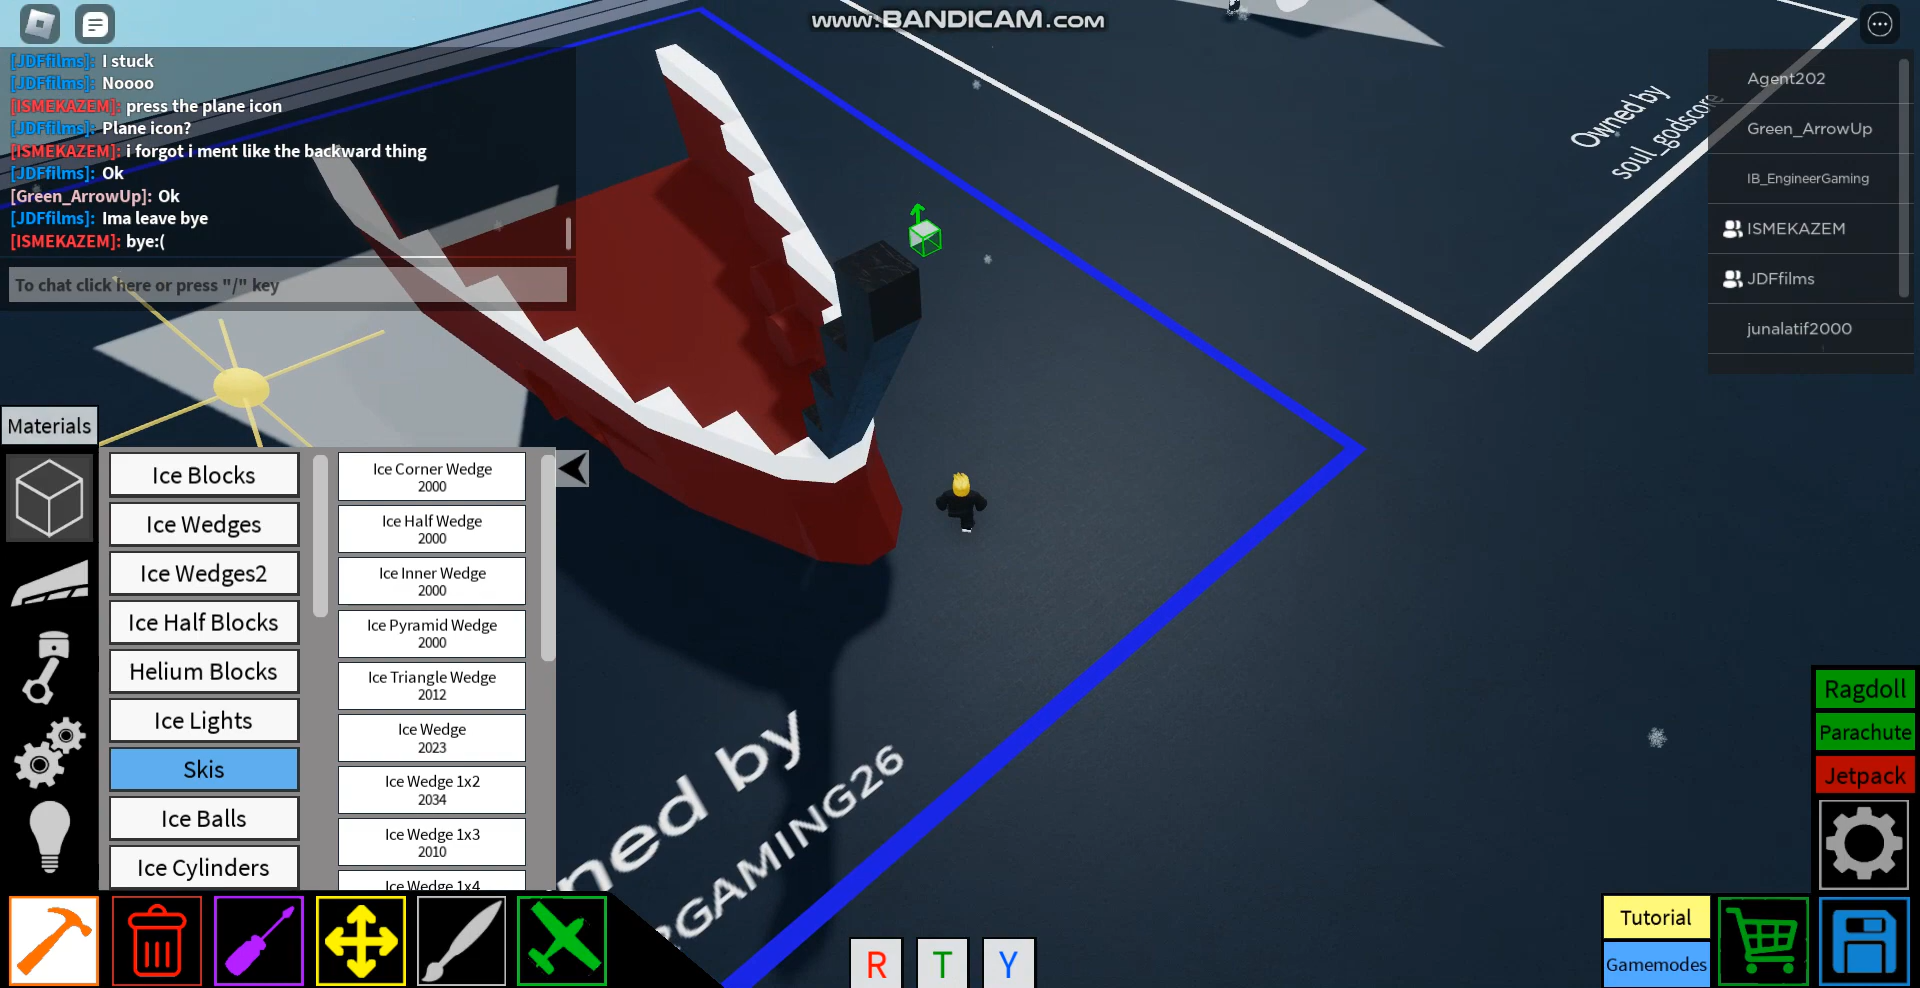 www.BANDICAM.com
[JDFfilms]: I stuck
[JDFfilms]: Noooo
[ISMEKAZEM]: press the plane icon
[JDFfilms]: Plane icon?
[ISMEKAZEM]: i forgot i ment like the backward thing
[JDFfilms]: Ok
[Green_ArrowUp]: Ok
[JDFfilms]: Ima leave bye
[ISMEKAZEM]: bye:(
To chat click here or press "/" key
Agent202
Green_ArrowUp
IB_EngineerGaming
ISMEKAZEM
JDFfilms
junalatif2000
Owned by
soul_godscore
Materials
Ice Blocks
Ice Wedges
Ice Wedges2
Ice Half Blocks
Helium Blocks
Ice Lights
Skis
Ice Balls
Ice Cylinders
Ice Corner Wedge
2000
Ice Half Wedge
2000
Ice Inner Wedge
2000
Ice Pyramid Wedge
2000
Ice Triangle Wedge
2012
Ice Wedge
2023
Ice Wedge 1x2
2034
Ice Wedge 1x3
2010
Ice Wedge 1x4
ned by
RGAMING26
Ragdoll
Parachute
Jetpack
Tutorial
Gamemodes
R T Y